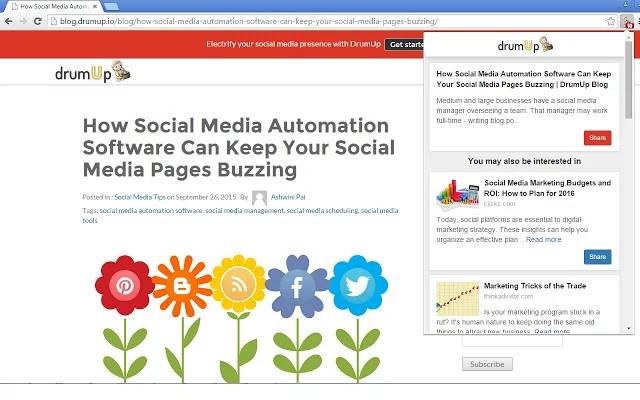 How Social Media Autom
blog.drumup.io/blog/how-social-media-automation-software-can-keep-your-social-media-pages-buzzing/
Electrify your social media presence with DrumUp
Get starte
drumUp
How Social Media Automation
Software Can Keep Your Social
Media Pages Buzzing
Posted in: Social Media Tips on September 26, 2015 By Ashwini Pai
Tags: social media automation software, social media management, social media scheduling, social media
tools
Subscribe
drumUp
How Social Media Automation Software Can Keep
Your Social Media Pages Buzzing | DrumUp Blog
Medium and large businesses have a social media
manager overseeing a team. That manager may work
full-time - writing blog po..
Share
You may also be interested in
Social Media Marketing Budgets and
ROI: How to Plan for 2016
clickz.com
Today, social platforms are essential to digital
marketing strategy. These insights can help you
organize an effective plan... Read more
Share
Marketing Tricks of the Trade
thinkadvisor.com
Is your marketing program stuck in a
rut? It's human nature to keep doing the same old
things to attract new business. Read more